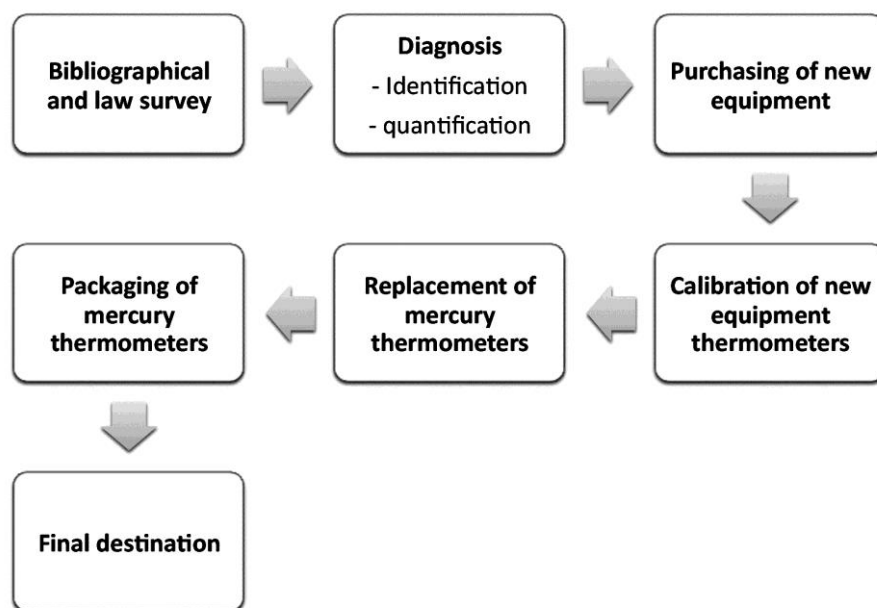 Bibliographical
and law survey
Diagnosis
- Identification
- quantification
Purchasing of new
equipment
Calibration of new
equipment
thermometers
Replacement of
mercury
thermometers
Packaging of
mercury
thermometers
Final destination